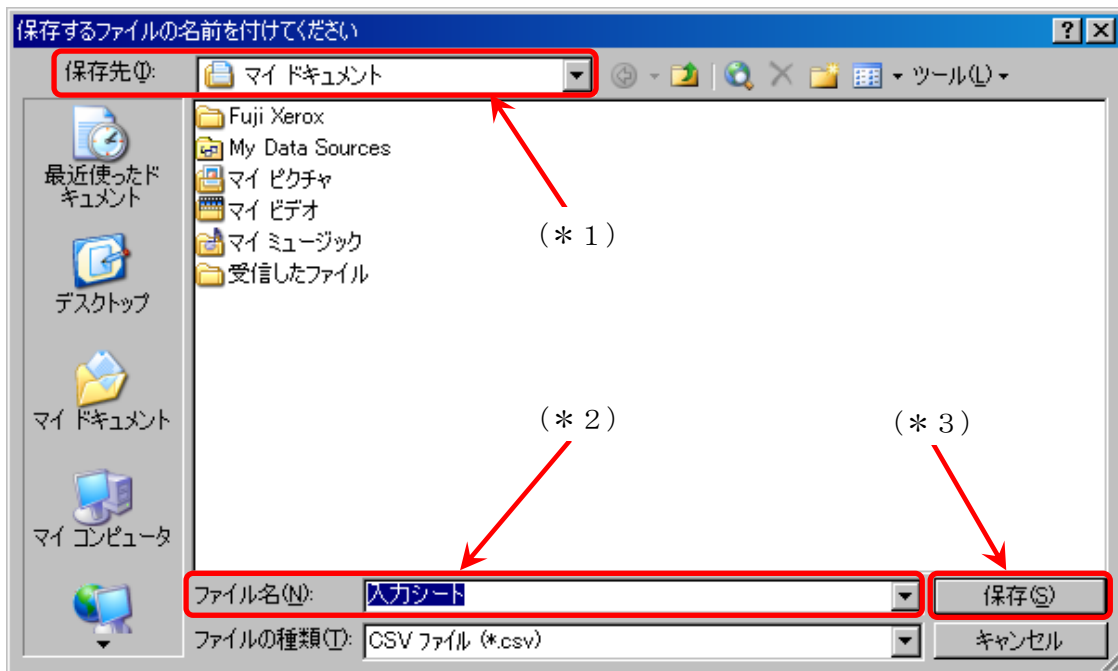 保存するファイルの名前を付けてください
保存先(I):
マイ ドキュメント
ツール(L)
最近使ったド
キュメント
デスクトップ
マイ ドキュメント
マイ コンピュータ
Fuji Xerox
My Data Sources
マイ ピクチャ
マイ ビデオ
マイ ミュージック
受信したファイル
(＊1)
(＊2)
(＊3)
ファイル名(N):
入力シート
保存(S)
ファイルの種類(T):
CSV ファイル (*.csv)
キャンセル